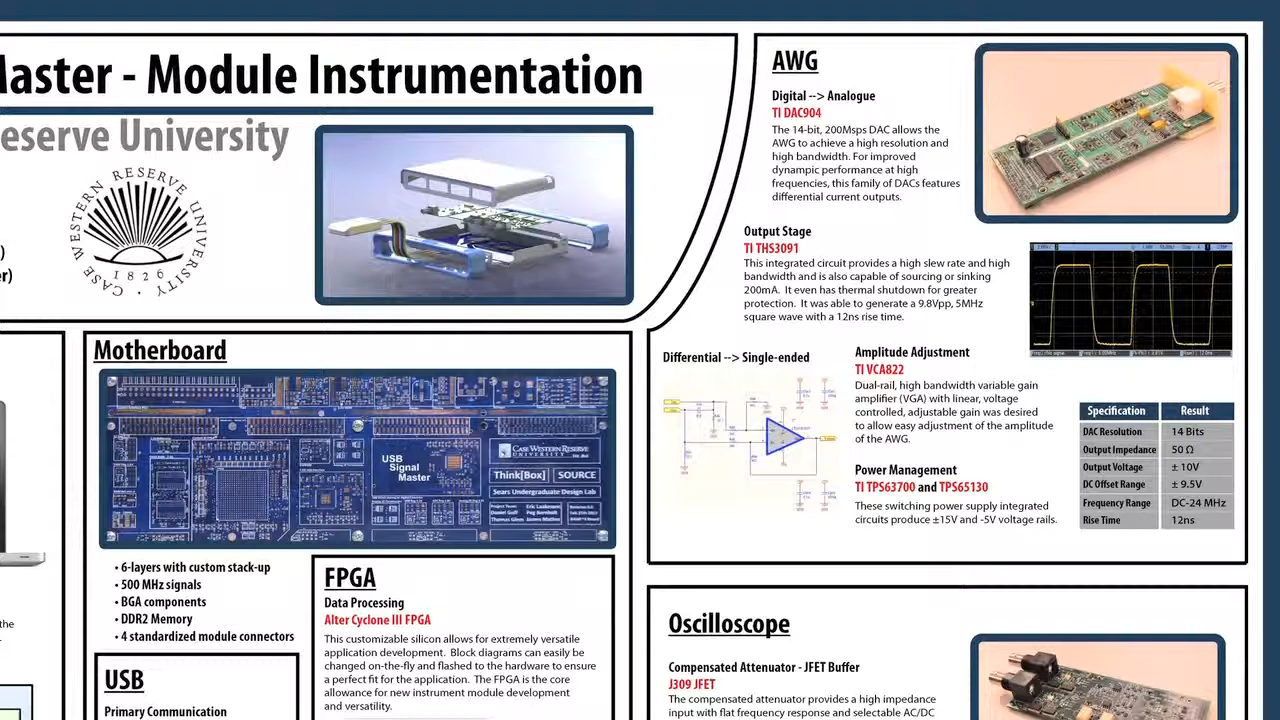 Master - Module Instrumentation
eserve University
CASE WESTERN RESERVE UNIVERSITY
1826
)
er)
Motherboard
USB
Signal
Master
CASE WESTERN RESERVE
Think[Box]
SOURCE
Sears Undergraduate Design Lab
• 6-layers with custom stack-up
• 500 MHz signals
• BGA components
• DDR2 Memory
• 4 standardized module connectors
the
USB
Primary Communication
FPGA
Data Processing
Alter Cyclone III FPGA
This customizable silicon allows for extremely versatile
application development. Block diagrams can easily be
changed on-the-fly and flashed to the hardware to ensure
a perfect fit for the application. The FPGA is the core
allowance for new instrument module development
and versatility.
AWG
Digital --> Analogue
TI DAC904
The 14-bit, 200Msps DAC allows the
AWG to achieve a high resolution and
high bandwidth. For improved
dynampic performance at high
frequencies, this family of DACs features
differential current outputs.
Output Stage
TI THS3091
This integrated circuit provides a high slew rate and high
bandwidth and is also capable of sourcing or sinking
200mA. It even has thermal shutdown for greater
protection. It was able to generate a 9.8Vpp, 5MHz
square wave with a 12ns rise time.
Differential --> Single-ended
Amplitude Adjustment
TI VCA822
Dual-rail, high bandwidth variable gain
amplifier (VGA) with linear, voltage
controlled, adjustable gain was desired
to allow easy adjustment of the amplitude
of the AWG.
Power Management
TI TPS63700 and TPS65130
These switching power supply integrated
circuits produce ±15V and -5V voltage rails.
Specification Result
DAC Resolution 14 Bits
Output Impedance 50 Ω
Output Voltage ± 10V
DC Offset Range ± 9.5V
Frequency Range DC-24 MHz
Rise Time 12ns
Oscilloscope
Compensated Attenuator - JFET Buffer
J309 JFET
The compensated attenuator provides a high impedance
input with flat frequency response and selectable AC/DC